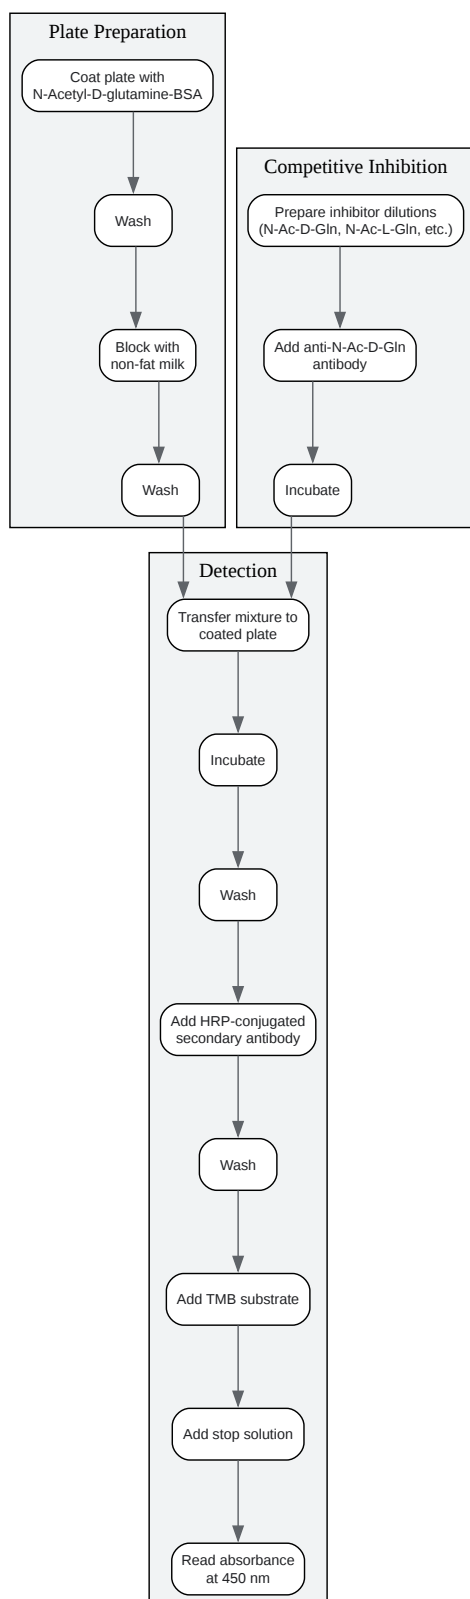 Plate Preparation
Coat plate with
N-Acetyl-D-glutamine-BSA
Wash
Block with
non-fat milk
Wash
Competitive Inhibition
Prepare inhibitor dilutions
(N-Ac-D-Gln, N-Ac-L-Gln, etc.)
Add anti-N-Ac-D-Gln
antibody
Incubate
Detection
Transfer mixture to
coated plate
Incubate
Wash
Add HRP-conjugated
secondary antibody
Wash
Add TMB substrate
Add stop solution
Read absorbance
at 450 nm